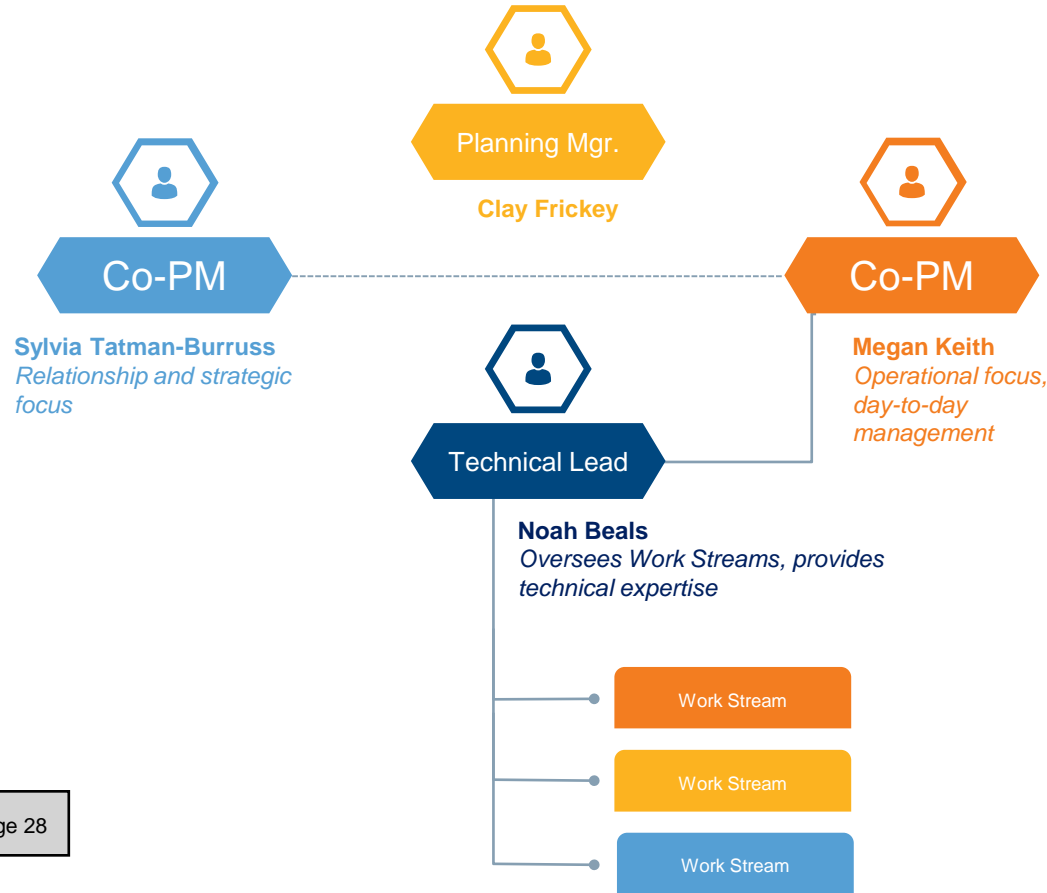 Planning Mgr.
Clay Frickey
Co-PM
Sylvia Tatman-Burruss
Relationship and strategic
focus
Co-PM
Megan Keith
Operational focus,
day-to-day
management
Technical Lead
Noah Beals
Oversees Work Streams, provides
technical expertise
Work Stream
Work Stream
Work Stream
28